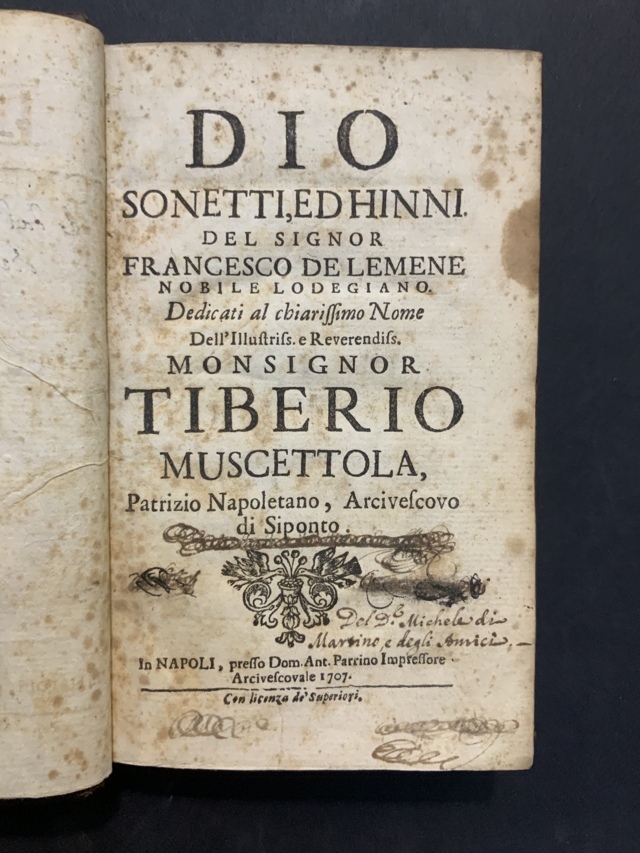 DIO
SONETTI, ED HINNI.
DEL SIGNOR
FRANCESCO DE LEMENE
NOBILE LODEGIANO.
Dedicati al chiarissimo Nome
Dell'Illustriss. e Reverendiss.
MONSIGNOR
TIBERIO
MUSCETTOLA,
Patrizio Napoletano, Arcivescovo
di Siponto.
Del D.r Michele di
Martino, e degli Amici.
In NAPOLI, presso Dom. Ant. Parrino Impressore
Arcivescovale 1707.
Con licenza de' Superiori.